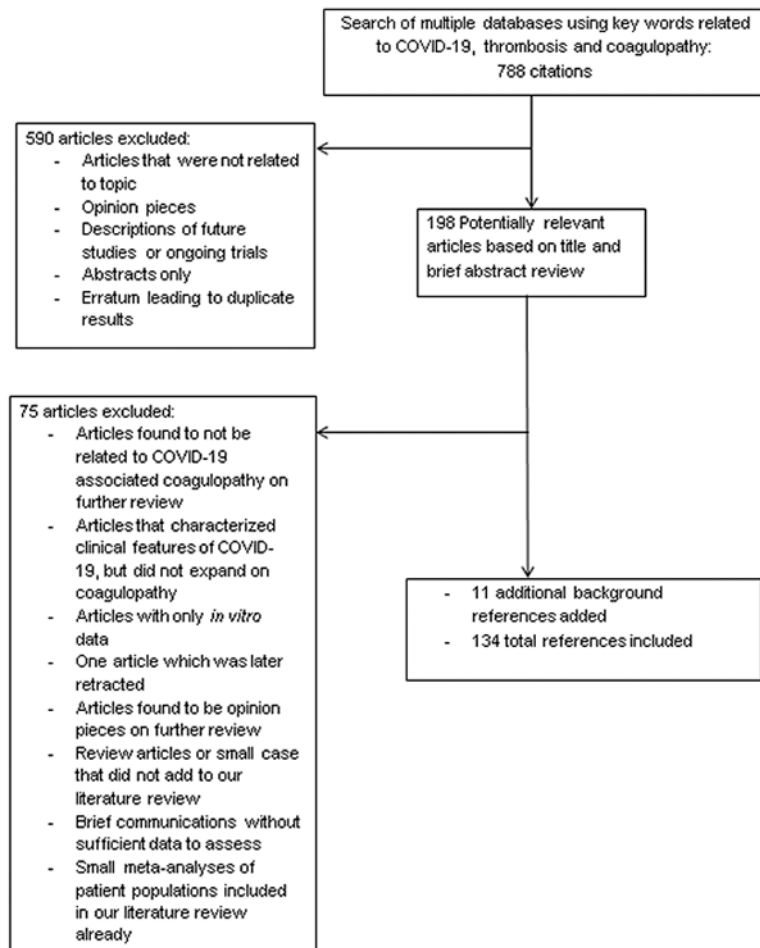 Search of multiple databases using key words related
to COVID-19, thrombosis and coagulopathy:
788 citations
590 articles excluded:
- Articles that were not related
to topic
- Opinion pieces
- Descriptions of future
studies or ongoing trials
- Abstracts only
- Erratum leading to duplicate
results
198 Potentially relevant
articles based on title and
brief abstract review
75 articles excluded:
- Articles found to not be
related to COVID-19
associated coagulopathy on
further review
- Articles that characterized
clinical features of COVID-
19, but did not expand on
coagulopathy
- Articles with only in vitro
data
- One article which was later
retracted
- Articles found to be opinion
pieces on further review
- Review articles or small case
that did not add to our
literature review
- Brief communications without
sufficient data to assess
- Small meta-analyses of
patient populations included
in our literature review
already
- 11 additional background
references added
- 134 total references included